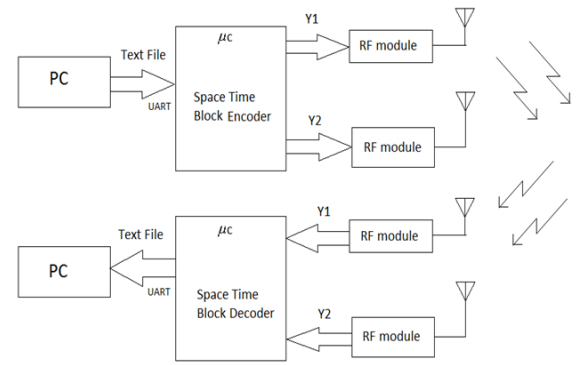 PC
Text File
UART
μc
Space Time
Block Encoder
Y1
RF module
Y2
RF module
PC
Text File
UART
μc
Space Time
Block Decoder
Y1
RF module
Y2
RF module